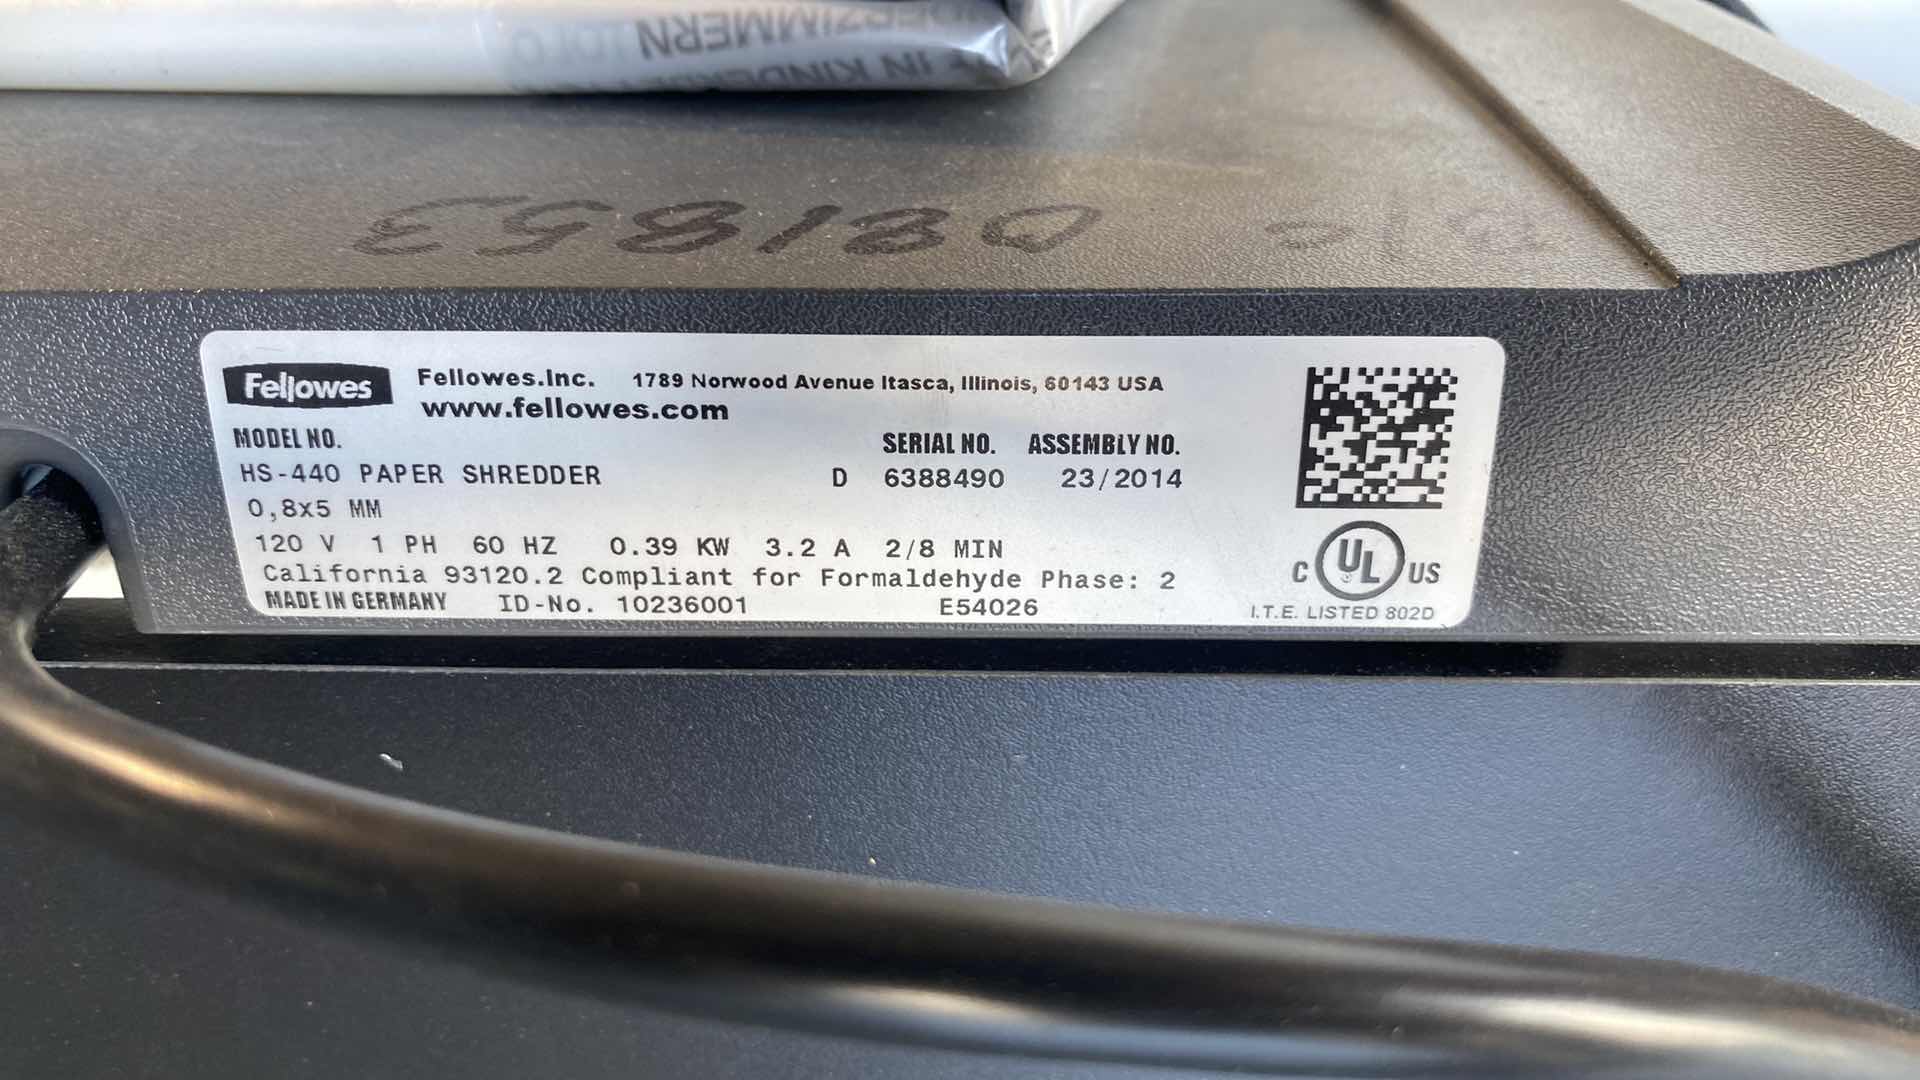 IN KINDERB
Fellowes Fellowes.Inc. 1789 Norwood Avenue Itasca, Illinois, 60143 USA
www.fellowes.com
MODEL NO. SERIAL NO. ASSEMBLY NO.
HS-440 PAPER SHREDDER D 6388490 23/2014
0,8x5 MM
120 V 1 PH 60 HZ 0.39 KW 3.2 A 2/8 MIN
California 93120.2 Compliant for Formaldehyde Phase: 2
MADE IN GERMANY ID-No. 10236001 E54026
C UL US
I.T.E. LISTED 802D